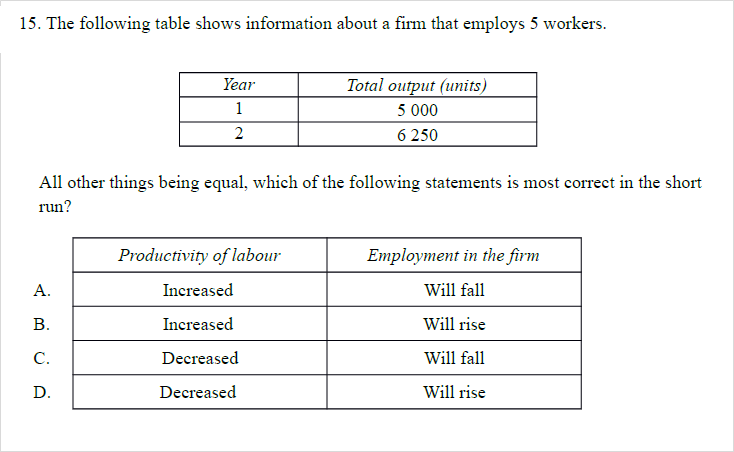 15. The following table shows information about a firm that employs 5 workers.
Year Total output (units)
1 5 000
2 6 250
All other things being equal, which of the following statements is most correct in the short
run?
Productivity of labour Employment in the firm
A. Increased Will fall
B. Increased Will rise
C. Decreased Will fall
D. Decreased Will rise